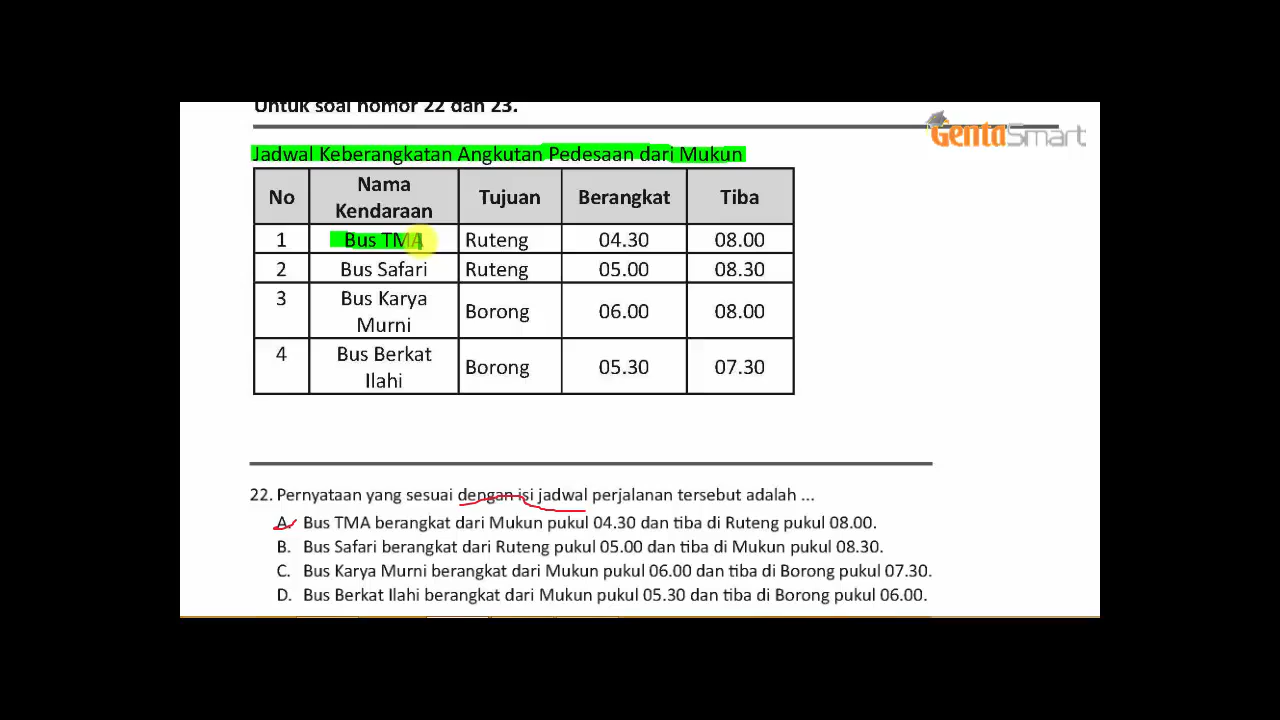 Untuk soal nomor 22 dan 23.
GentaSmart
Jadwal Keberangkatan Angkutan Pedesaan dari Mukun
No Nama Kendaraan Tujuan Berangkat Tiba
1 Bus TMA Ruteng 04.30 08.00
2 Bus Safari Ruteng 05.00 08.30
3 Bus Karya Murni Borong 06.00 08.00
4 Bus Berkat Ilahi Borong 05.30 07.30
22. Pernyataan yang sesuai dengan isi jadwal perjalanan tersebut adalah ...
A. Bus TMA berangkat dari Mukun pukul 04.30 dan tiba di Ruteng pukul 08.00.
B. Bus Safari berangkat dari Ruteng pukul 05.00 dan tiba di Mukun pukul 08.30.
C. Bus Karya Murni berangkat dari Mukun pukul 06.00 dan tiba di Borong pukul 07.30.
D. Bus Berkat Ilahi berangkat dari Mukun pukul 05.30 dan tiba di Borong pukul 06.00.